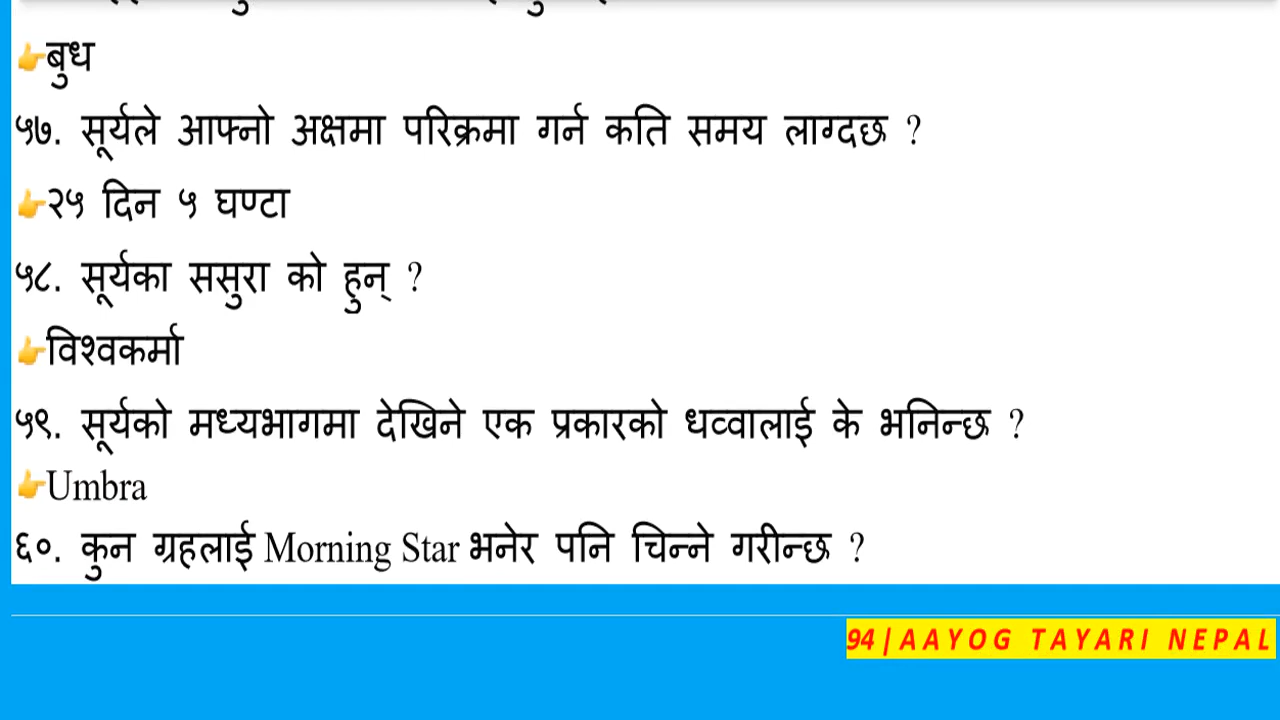 👉बुध
५७. सूर्यले आफ्नो अक्षमा परिक्रमा गर्न कति समय लाग्दछ ?
👉२५ दिन ५ घण्टा
५८. सूर्यका ससुरा को हुन् ?
👉विश्वकर्मा
५९. सूर्यको मध्यभागमा देखिने एक प्रकारको धव्वालाई के भनिन्छ ?
👉Umbra
६०. कुन ग्रहलाई Morning Star भनेर पनि चिन्ने गरीन्छ ?
94 | AAYOG TAYARI NEPAL